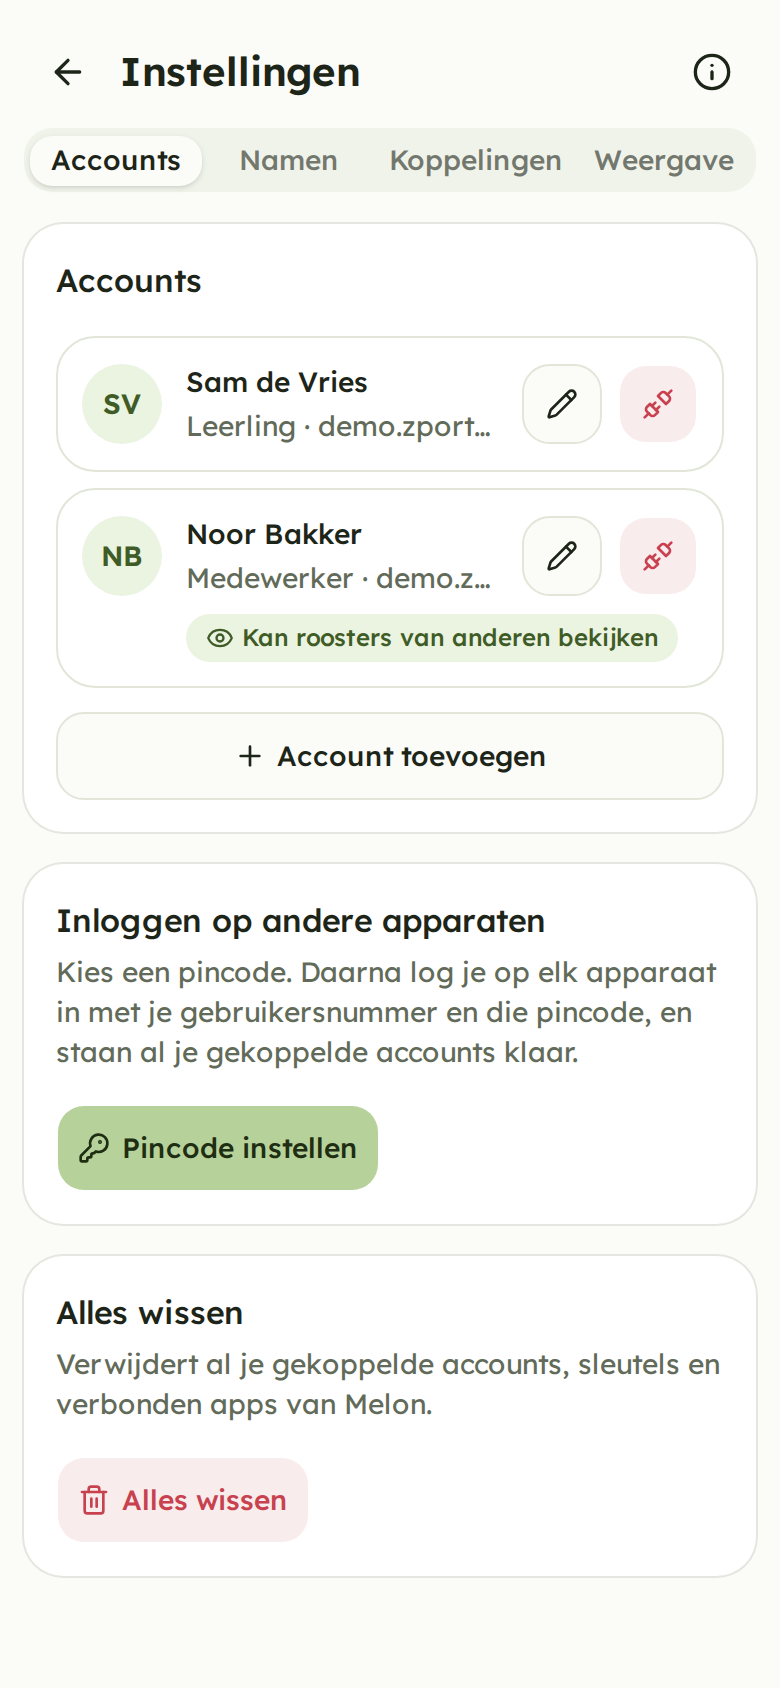 Instellingen
Accounts
Namen
Koppelingen
Weergave
Accounts
SV
Sam de Vries
Leerling · demo.zport…
NB
Noor Bakker
Medewerker · demo.z…
Kan roosters van anderen bekijken
Account toevoegen
Inloggen op andere apparaten
Kies een pincode. Daarna log je op elk apparaat
in met je gebruikersnummer en die pincode, en
staan al je gekoppelde accounts klaar.
Pincode instellen
Alles wissen
Verwijdert al je gekoppelde accounts, sleutels en
verbonden apps van Melon.
Alles wissen